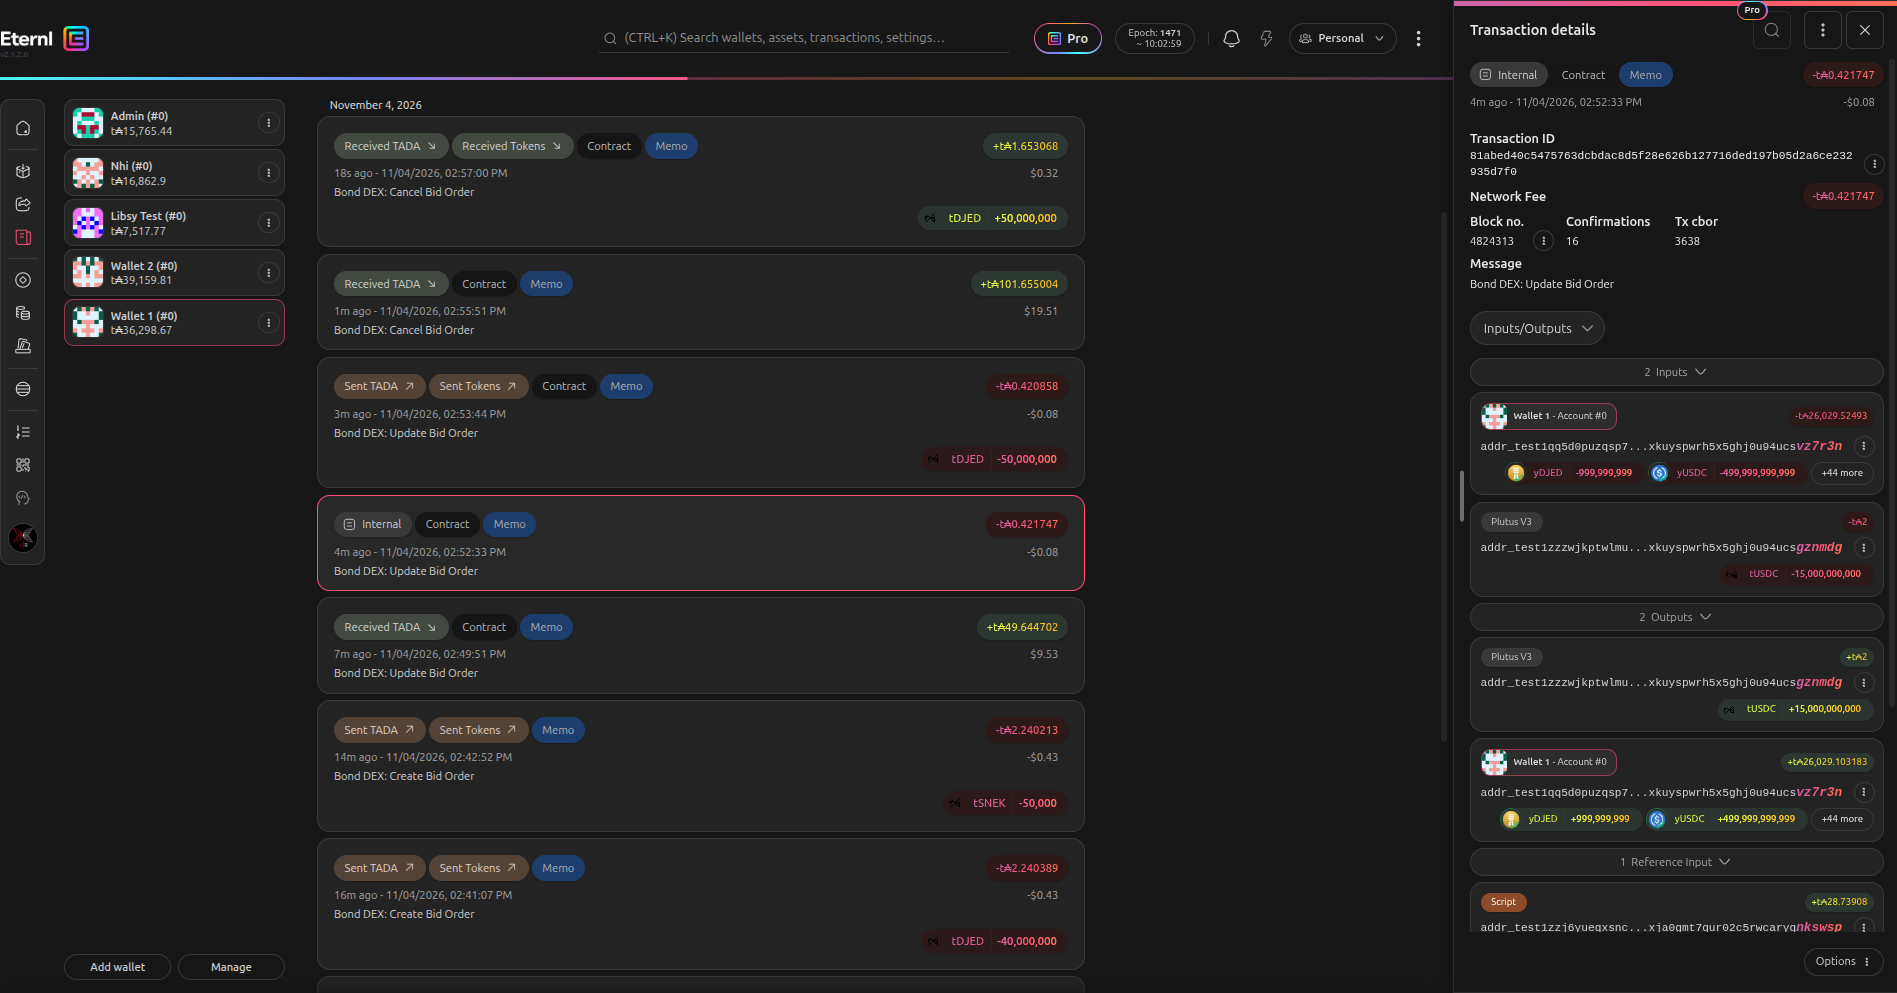 Eternl
v2.1.2.0
(CTRL+K) Search wallets, assets, transactions, settings...
Pro
Epoch: 1471
~ 10:02:59
Personal
Admin (#0)
t₳15,765.44
Nhi (#0)
t₳16,862.9
Libsy Test (#0)
t₳7,517.77
Wallet 2 (#0)
t₳39,159.81
Wallet 1 (#0)
t₳36,298.67
Add wallet
Manage
November 4, 2026
Received TADA Received Tokens Contract Memo +t₳1.653068
18s ago - 11/04/2026, 02:57:00 PM $0.32
Bond DEX: Cancel Bid Order
tDJED +50,000,000
Received TADA Contract Memo +t₳101.655004
1m ago - 11/04/2026, 02:55:51 PM $19.51
Bond DEX: Cancel Bid Order
Sent TADA Sent Tokens Contract Memo -t₳0.420858
3m ago - 11/04/2026, 02:53:44 PM -$0.08
Bond DEX: Update Bid Order
tDJED -50,000,000
Internal Contract Memo -t₳0.421747
4m ago - 11/04/2026, 02:52:33 PM -$0.08
Bond DEX: Update Bid Order
Received TADA Contract Memo +t₳49.644702
7m ago - 11/04/2026, 02:49:51 PM $9.53
Bond DEX: Update Bid Order
Sent TADA Sent Tokens Memo -t₳2.240213
14m ago - 11/04/2026, 02:42:52 PM -$0.43
Bond DEX: Create Bid Order
tSNEK -50,000
Sent TADA Sent Tokens Memo -t₳2.240389
16m ago - 11/04/2026, 02:41:07 PM -$0.43
Bond DEX: Create Bid Order
tDJED -40,000,000
Pro
Transaction details
Internal Contract Memo -t₳0.421747
4m ago - 11/04/2026, 02:52:33 PM -$0.08
Transaction ID
81abed40c5475763dcbdac8d5f28e626b127716ded197b05d2a6ce232
935d7f0
Network Fee -t₳0.421747
Block no. Confirmations Tx cbor
4824313 16 3638
Message
Bond DEX: Update Bid Order
Inputs/Outputs
2 Inputs
Wallet 1 - Account #0 -t₳26,029.52493
addr_test1qq5d0puzqsp7...xkuyspwrh5x5ghj0u94ucsvz7r3n
yDJED -999,999,999 yUSDC -499,999,999,999 +44 more
Plutus V3 -t₳2
addr_test1zzzwjkptwlmu...xkuyspwrh5x5ghj0u94ucsgznmdg
tUSDC -15,000,000,000
2 Outputs
Plutus V3 +t₳2
addr_test1zzzwjkptwlmu...xkuyspwrh5x5ghj0u94ucsgznmdg
tUSDC +15,000,000,000
Wallet 1 - Account #0 +t₳26,029.103183
addr_test1qq5d0puzqsp7...xkuyspwrh5x5ghj0u94ucsvz7r3n
yDJED +999,999,999 yUSDC +499,999,999,999 +44 more
1 Reference Input
Script +t₳28.73908
addr_test1zzj6yueqxsnc...xja0qmt7qur02c5rwcaryqnkswsp
Options